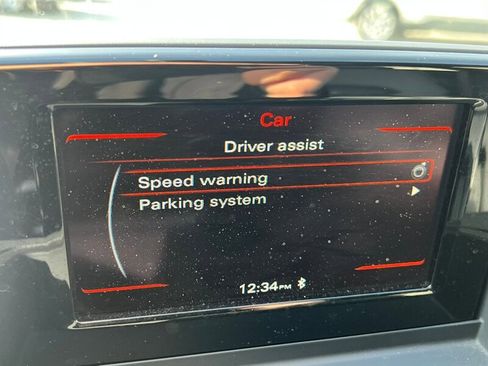 Car
Driver assist
Speed warning
Parking system
12:34PM